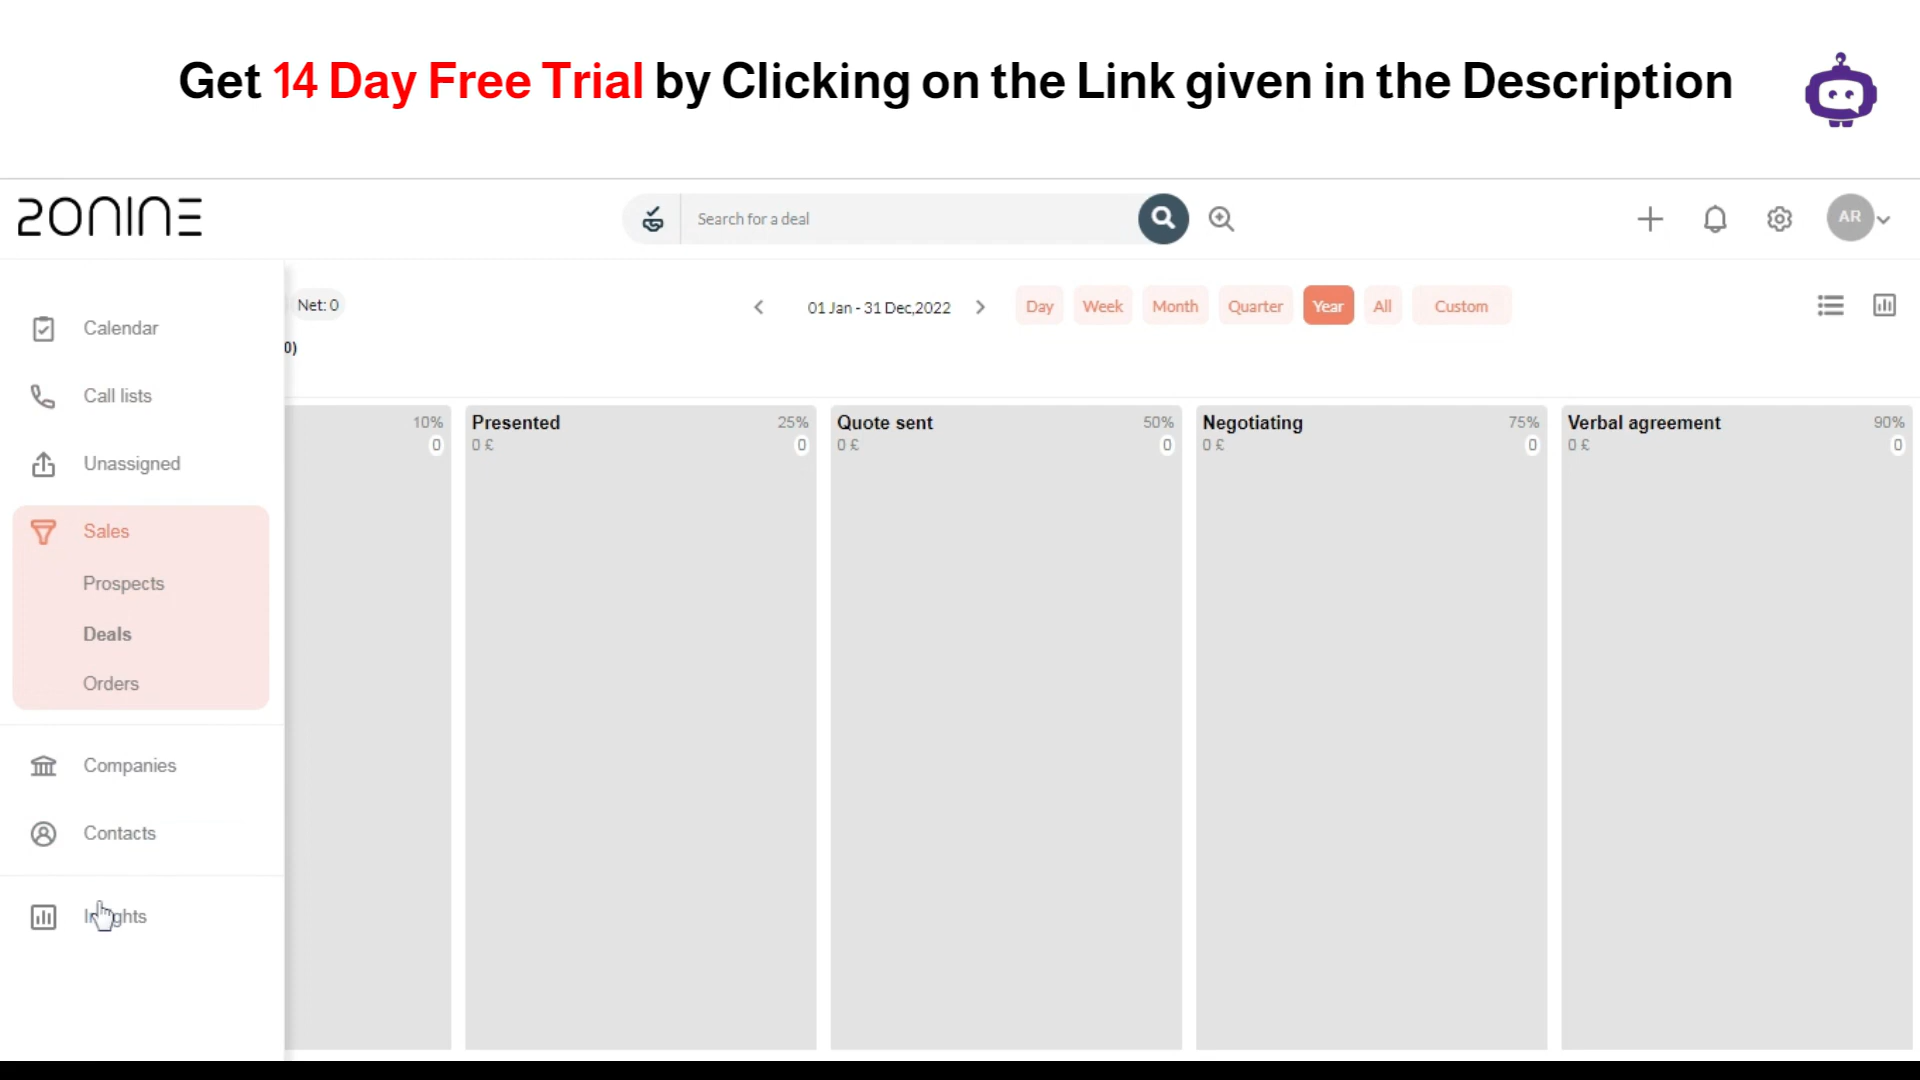 Get 14 Day Free Trial by Clicking on the Link given in the Description
20NINE
Search for a deal
AR
Net: 0
01 Jan - 31 Dec,2022
Day
Week
Month
Quarter
Year
All
Custom
0)
Calendar
Call lists
Unassigned
Sales
Prospects
Deals
Orders
Companies
Contacts
10%
0
Presented 25%
0 £ 0
Quote sent 50%
0 £ 0
Negotiating 75%
0 £ 0
Verbal agreement 90%
0 £ 0